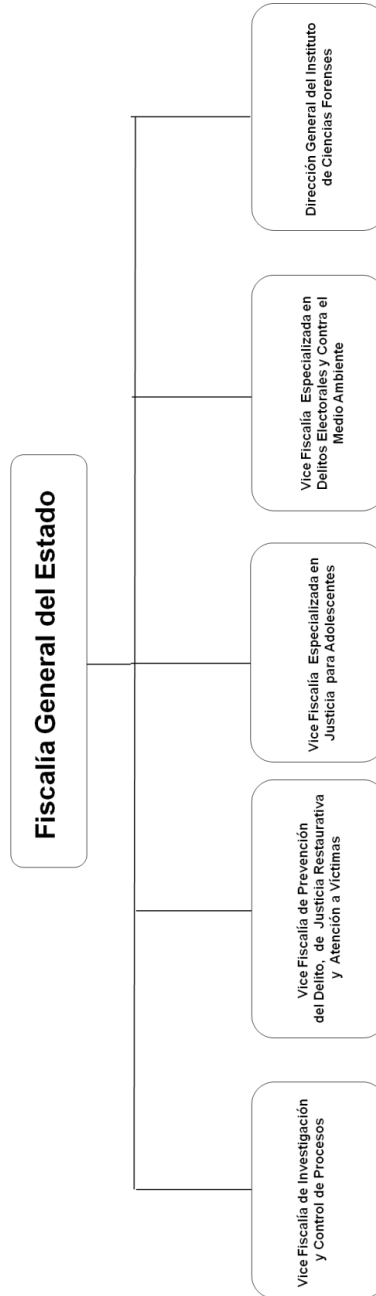 Fiscalía General del Estado
Vice Fiscalía de Investigación
y Control de Procesos
Vice Fiscalía de Prevención
del Delito, de Justicia Restaurativa
y Atención a Víctimas
Vice Fiscalía Especializada en
Justicia para Adolescentes
Vice Fiscalía Especializada en
Delitos Electorales y Contra el
Medio Ambiente
Dirección General del Instituto
de Ciencias Forenses